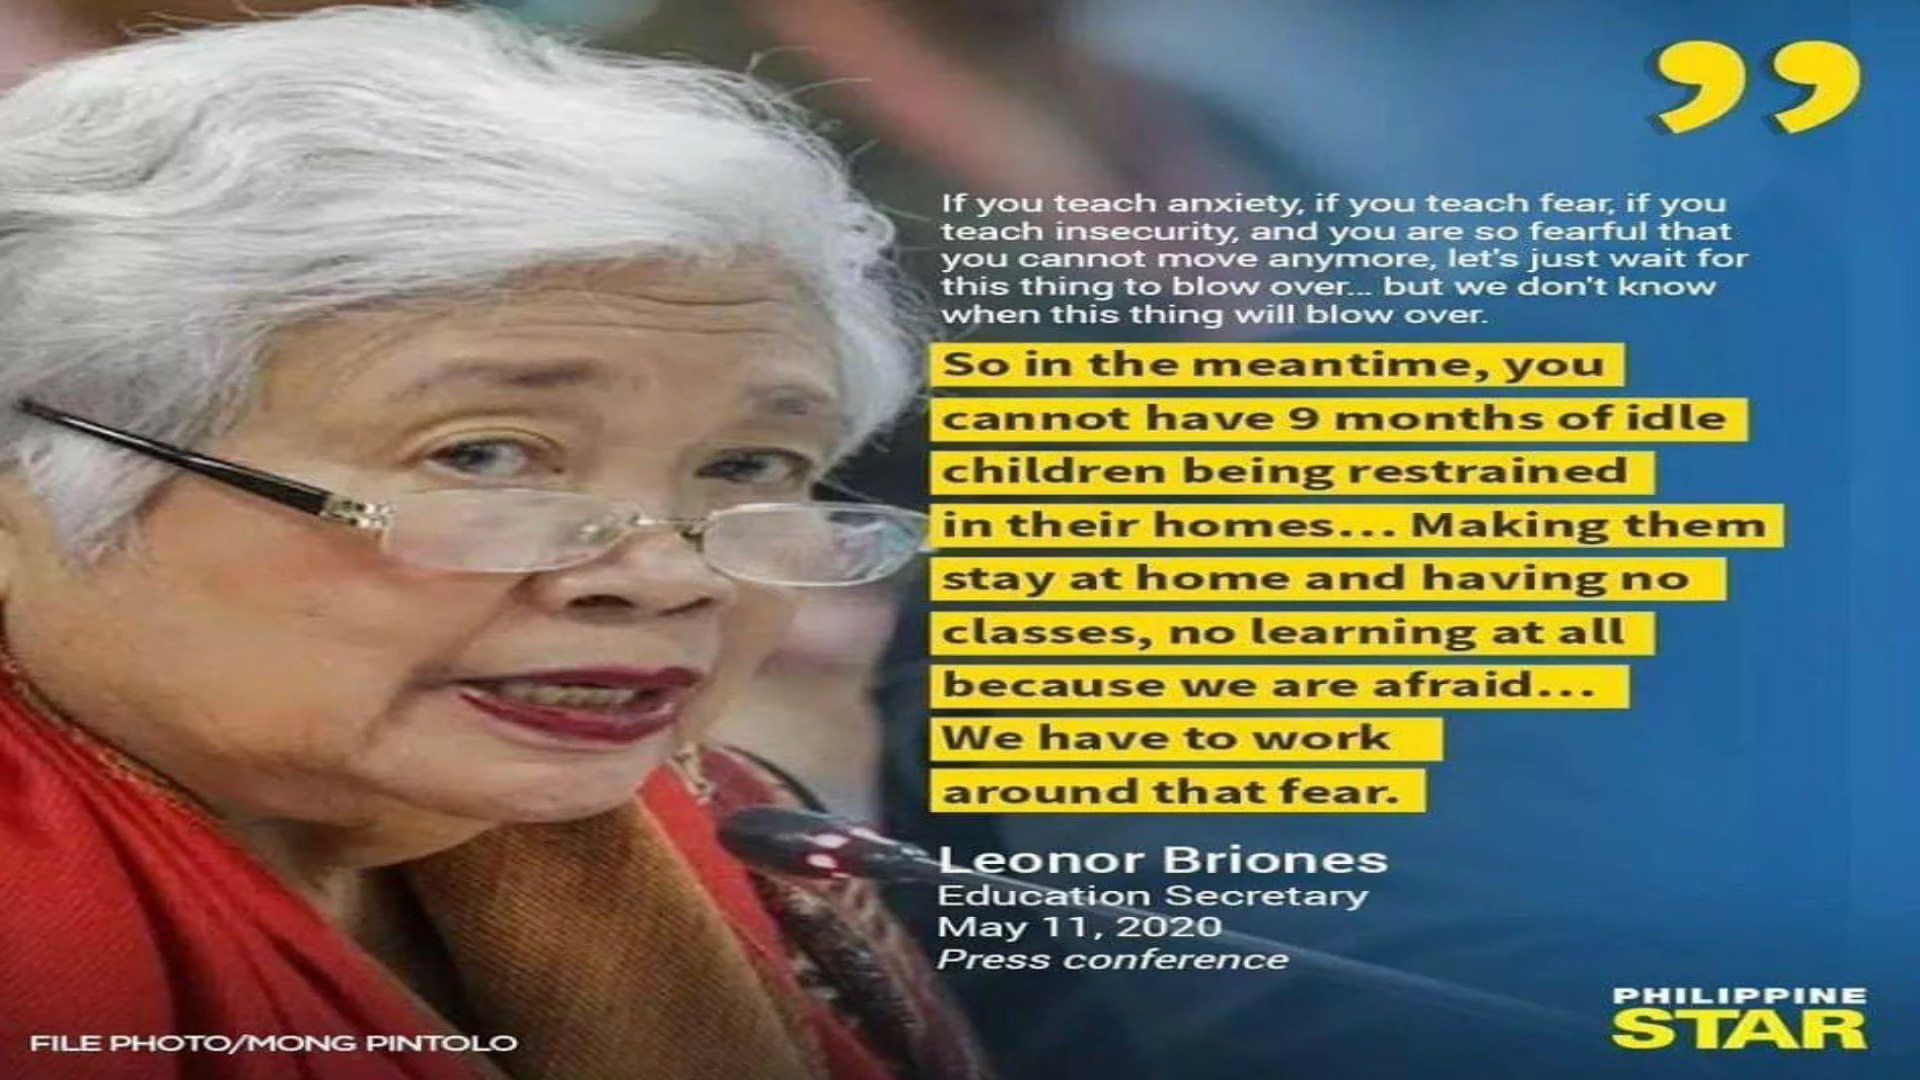 ”
If you teach anxiety, if you teach fear, if you
teach insecurity, and you are so fearful that
you cannot move anymore, let's just wait for
this thing to blow over... but we don't know
when this thing will blow over.
So in the meantime, you
cannot have 9 months of idle
children being restrained
in their homes... Making them
stay at home and having no
classes, no learning at all
because we are afraid...
We have to work
around that fear.
Leonor Briones
Education Secretary
May 11, 2020
Press conference
PHILIPPINE
STAR
FILE PHOTO/MONG PINTOLO